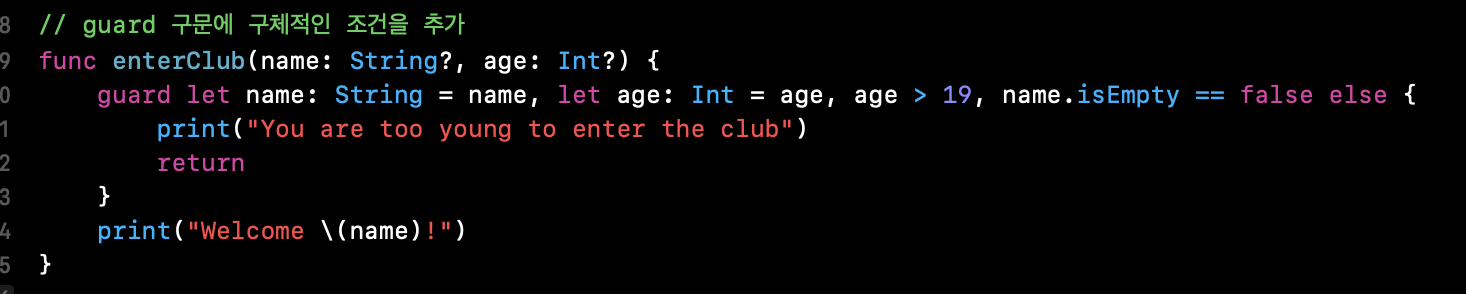 8 // guard 구문에 구체적인 조건을 추가
9 func enterClub(name: String?, age: Int?) {
0     guard let name: String = name, let age: Int = age, age > 19, name.isEmpty == false else {
1         print("You are too young to enter the club")
2         return
3     }
4     print("Welcome \(name)!")
5 }